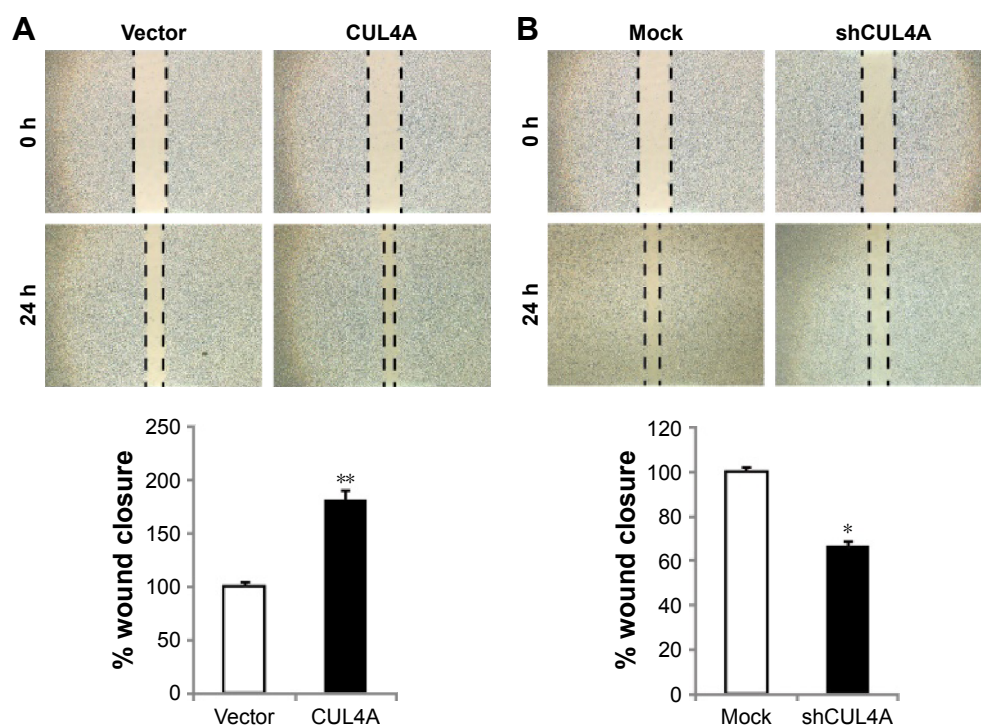 A
Vector
CUL4A
0 h
24 h
% wound closure
250
200
150
100
50
0
**
Vector
CUL4A
B
Mock
shCUL4A
0 h
24 h
% wound closure
120
100
80
60
40
20
0
*
Mock
shCUL4A